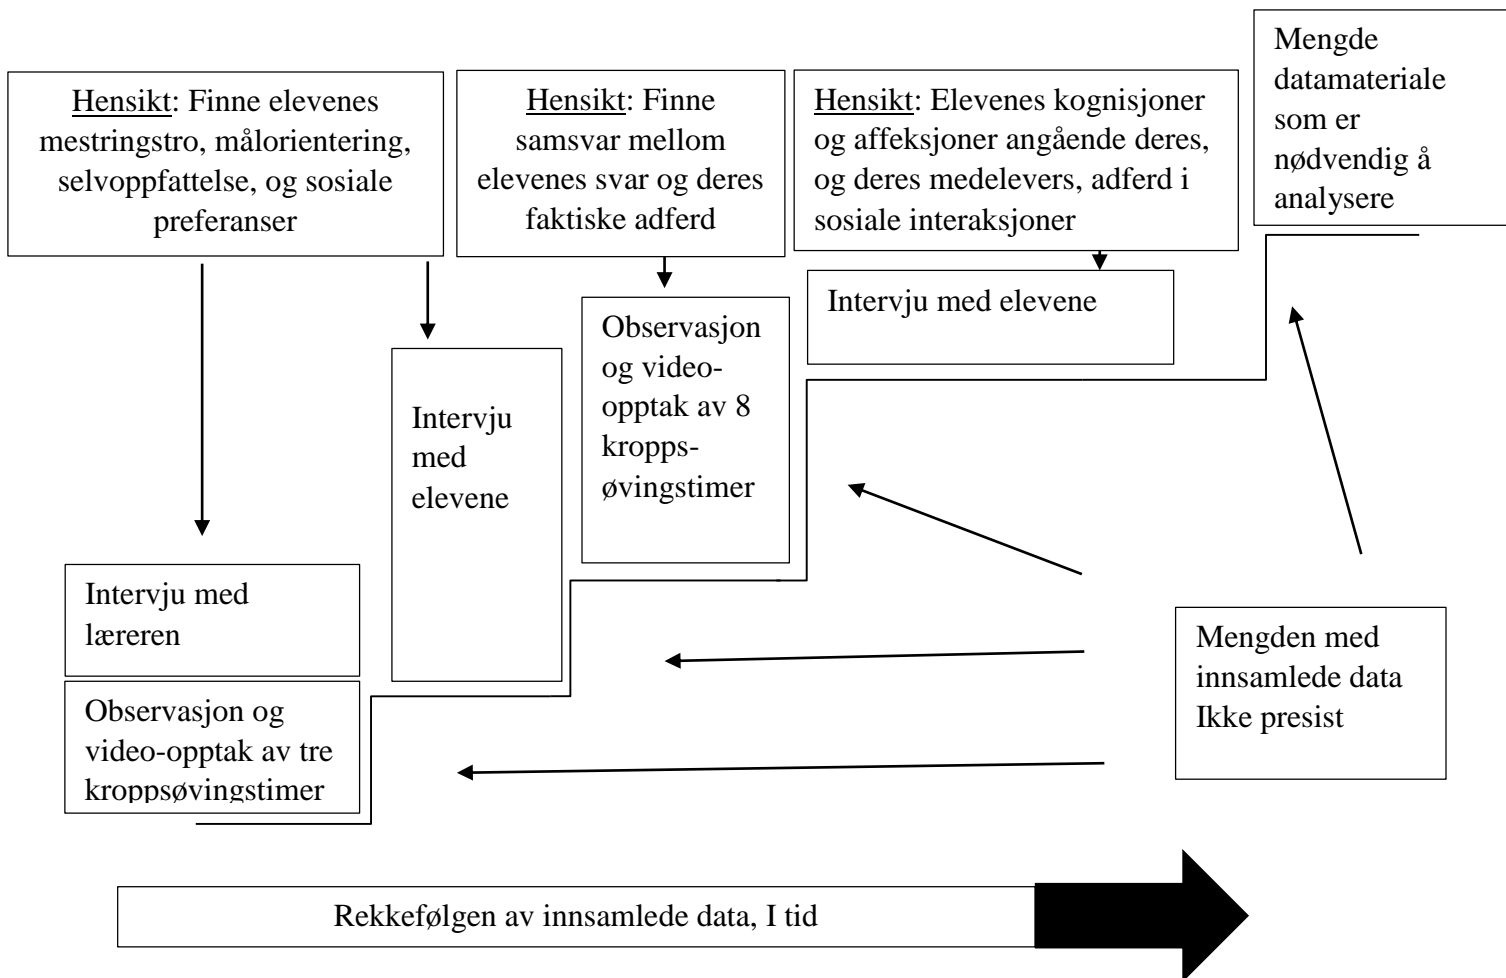 Hensikt: Finne elevenes
mestringstro, målorientering,
selvoppfattelse, og sosiale
preferanser
Hensikt: Finne
samsvar mellom
elevenes svar og deres
faktiske adferd
Hensikt: Elevenes kognisjoner
og affeksjoner angående deres,
og deres medelevers, adferd i
sosiale interaksjoner
Mengde
datamateriale
som er
nødvendig å
analysere
Intervju med
læreren
Observasjon og
video-opptak av tre
kroppsøvingstimer
Intervju
med
elevene
Observasjon
og video-
opptak av 8
kropps-
øvingstimer
Intervju med elevene
Mengden med
innsamlede data
Ikke presist
Rekkefølgen av innsamlede data, I tid